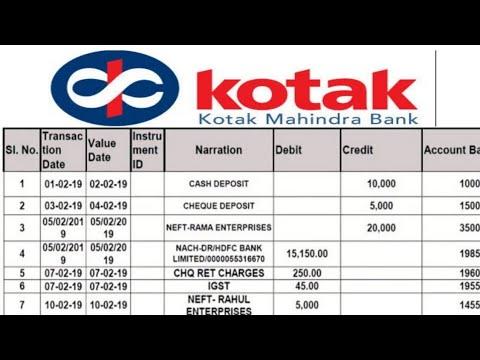 kotak
Kotak Mahindra Bank
Sl. No. Transac tion Date Value Date Instru ment ID Narration Debit Credit Account Ba
1 01-02-19 02-02-19 CASH DEPOSIT 10,000 1000
2 03-02-19 04-02-19 CHEQUE DEPOSIT 5,000 1500
3 05/02/201 9 05/02/20 19 NEFT-RAMA ENTERPRISES 20,000 3500
4 05/02/201 9 05/02/20 19 NACH-DR/HDFC BANK LIMITED/0000055316670 15,150.00 1985
5 07-02-19 07-02-19 CHQ RET CHARGES 250.00 1960
6 07-02-19 07-02-19 IGST 45.00 1955
7 10-02-19 10-02-19 NEFT- RAHUL ENTERPRISES 5,000 1455